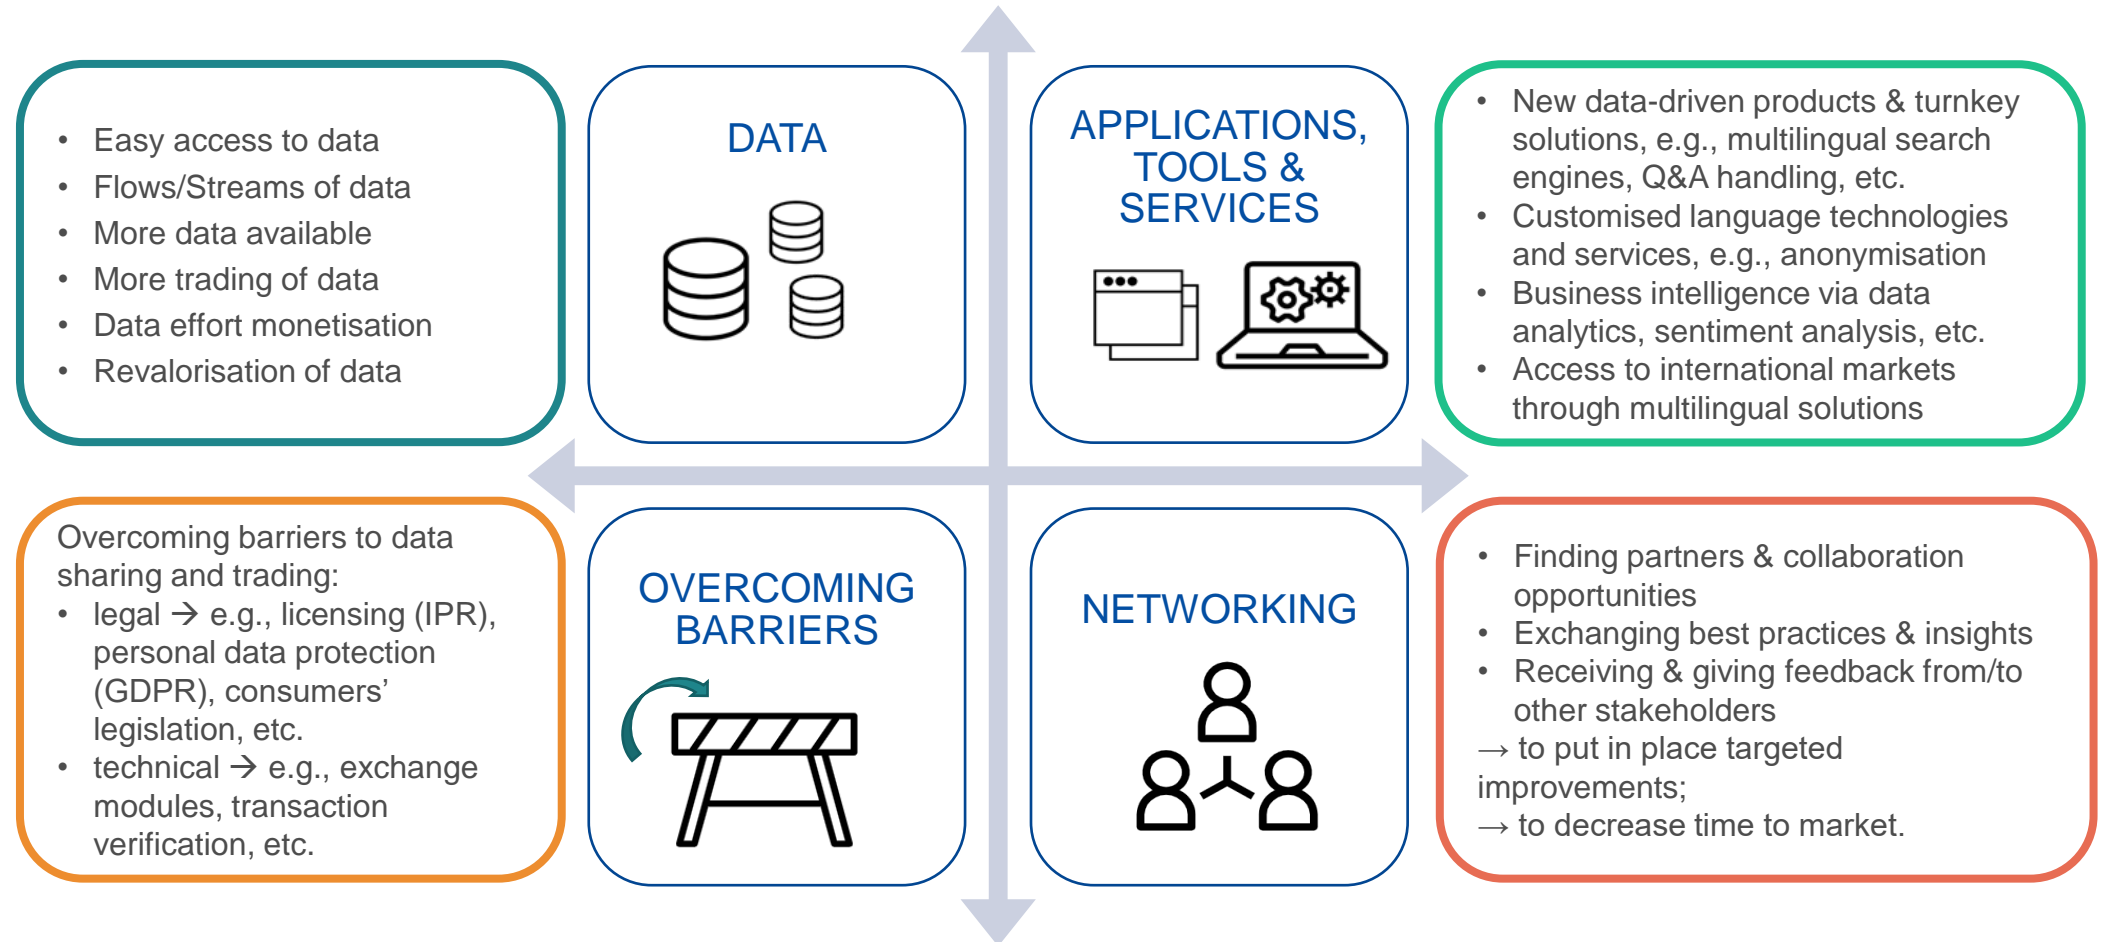 • Easy access to data
• Flows/Streams of data
• More data available
• More trading of data
• Data effort monetisation
• Revalorisation of data
DATA
APPLICATIONS,
TOOLS &
SERVICES
• New data-driven products & turnkey
solutions, e.g., multilingual search
engines, Q&A handling, etc.
• Customised language technologies
and services, e.g., anonymisation
• Business intelligence via data
analytics, sentiment analysis, etc.
• Access to international markets
through multilingual solutions
Overcoming barriers to data
sharing and trading:
• legal → e.g., licensing (IPR),
personal data protection
(GDPR), consumers’
legislation, etc.
• technical → e.g., exchange
modules, transaction
verification, etc.
OVERCOMING
BARRIERS
NETWORKING
• Finding partners & collaboration
opportunities
• Exchanging best practices & insights
• Receiving & giving feedback from/to
other stakeholders
→ to put in place targeted
improvements;
→ to decrease time to market.